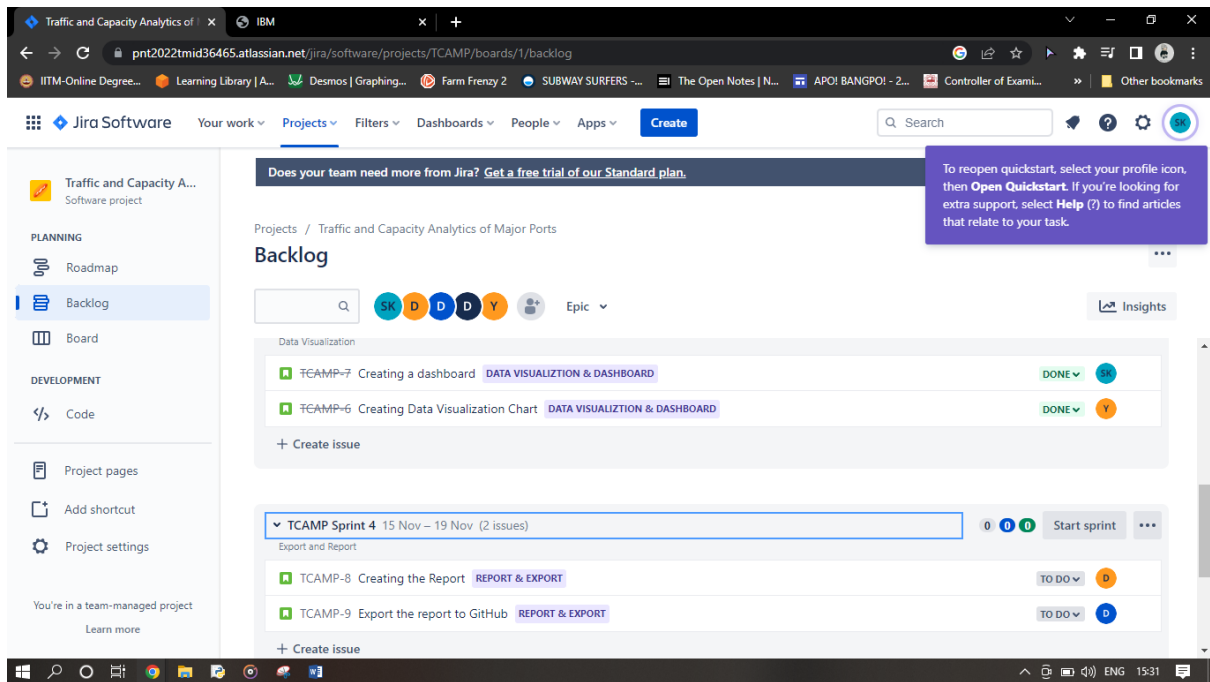 Traffic and Capacity Analytics of
IBM
pnt2022tmid36465.atlassian.net/jira/software/projects/TCAMP/boards/1/backlog
IITM-Online Degree...
Learning Library | A...
Desmos | Graphing...
Farm Frenzy 2
SUBWAY SURFERS -...
The Open Notes | N...
APO! BANGPO! - 2...
Controller of Exami...
»
Other bookmarks
Jira Software
Your work
Projects
Filters
Dashboards
People
Apps
Create
Search
SK
Does your team need more from Jira? Get a free trial of our Standard plan.
To reopen quickstart, select your profile icon,
then Open Quickstart. If you're looking for
extra support, select Help (?) to find articles
that relate to your task.
Traffic and Capacity A...
Software project
PLANNING
Roadmap
Backlog
Board
DEVELOPMENT
Code
Project pages
Add shortcut
Project settings
You're in a team-managed project
Learn more
Projects / Traffic and Capacity Analytics of Major Ports
Backlog
SK D D D Y
Epic
Insights
Data Visualization
TCAMP-7 Creating a dashboard DATA VISUALIZTION & DASHBOARD DONE SK
TCAMP-6 Creating Data Visualization Chart DATA VISUALIZTION & DASHBOARD DONE Y
+ Create issue
TCAMP Sprint 4 15 Nov – 19 Nov (2 issues) 0 0 0 Start sprint
Export and Report
TCAMP-8 Creating the Report REPORT & EXPORT TO DO D
TCAMP-9 Export the report to GitHub REPORT & EXPORT TO DO D
+ Create issue
ENG 15:31